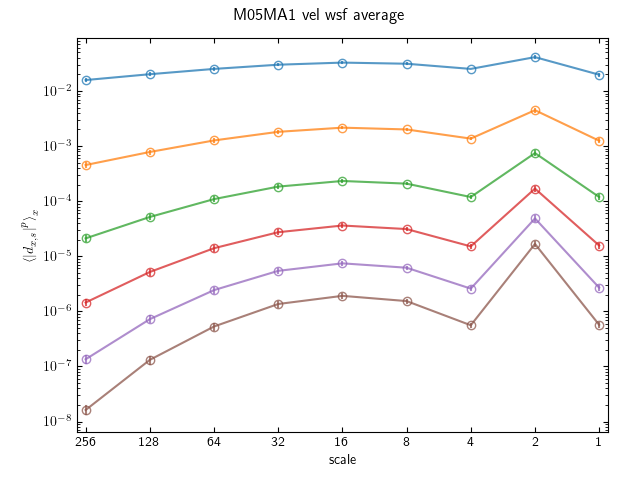 M05MA1 vel wsf average
⟨|d_{x,s}|^p⟩_x
10^{-2}
10^{-3}
10^{-4}
10^{-5}
10^{-6}
10^{-7}
10^{-8}
256 128 64 32 16 8 4 2 1
scale